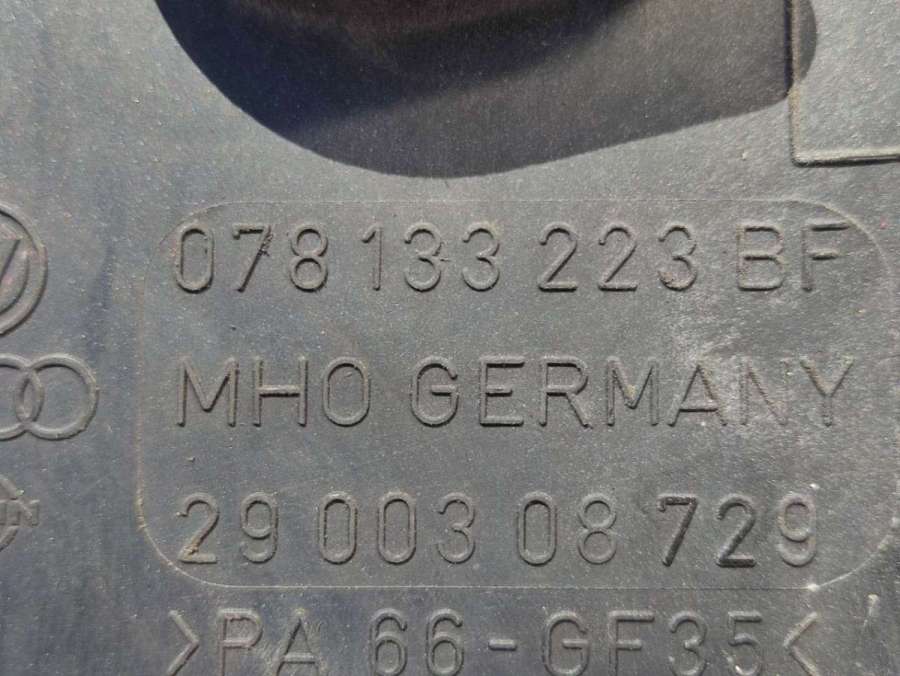 078 133 223 BF
MHO GERMANY
29 003 08 729
>PA 66-GF35<